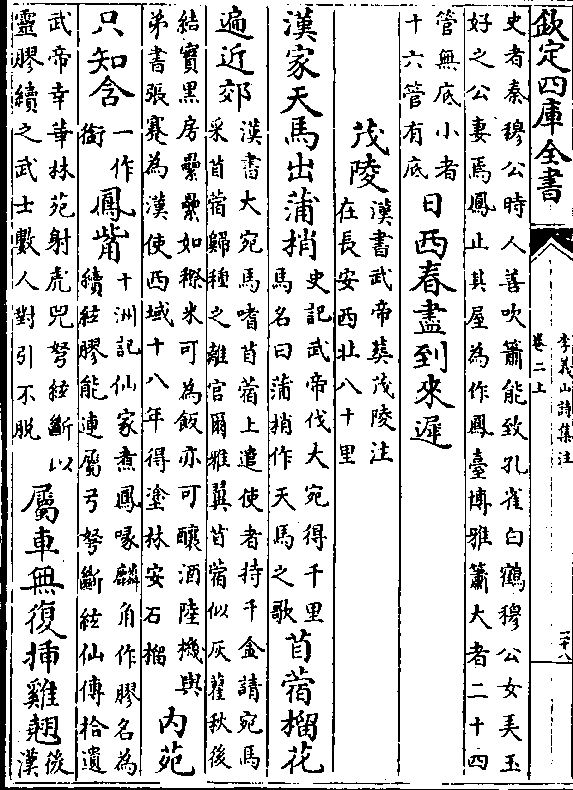 欽定四庫全書
李義山詩集注
卷二上
二十八
史者秦穆公時人善吹簫能致孔雀白鶴穆公女弄玉
好之公妻焉鳳止其屋為作鳳臺博雅簫大者二十四
管無底小者
十六管有底
日西春盡到來遲
茂陵
漢書武帝葬茂陵注
在長安西北八十里
漢家天馬出蒲梢
史記武帝伐大宛得千里
馬名曰蒲梢作天馬之歌
苜蓿榴花
遍近郊
漢書大宛馬嗜苜蓿上遣使者持千金請宛馬
采苜蓿歸種之離宮爾雅翼苜蓿似灰藋秋後
結實黑房纍纍如穄米可為飯亦可釀酒陸機與
弟書張騫為漢使西域十八年得塗林安石榴
內苑
只知含
一作
銜
鳳觜
十洲記仙家煮鳳喙麟角作膠名為
續絃膠能連屬弓弩斷絃仙傳拾遺
武帝幸華林苑射虎兕弩絃斷以
靈膠續之武士數人對引不脫
屬車無復插雞翹
後
漢